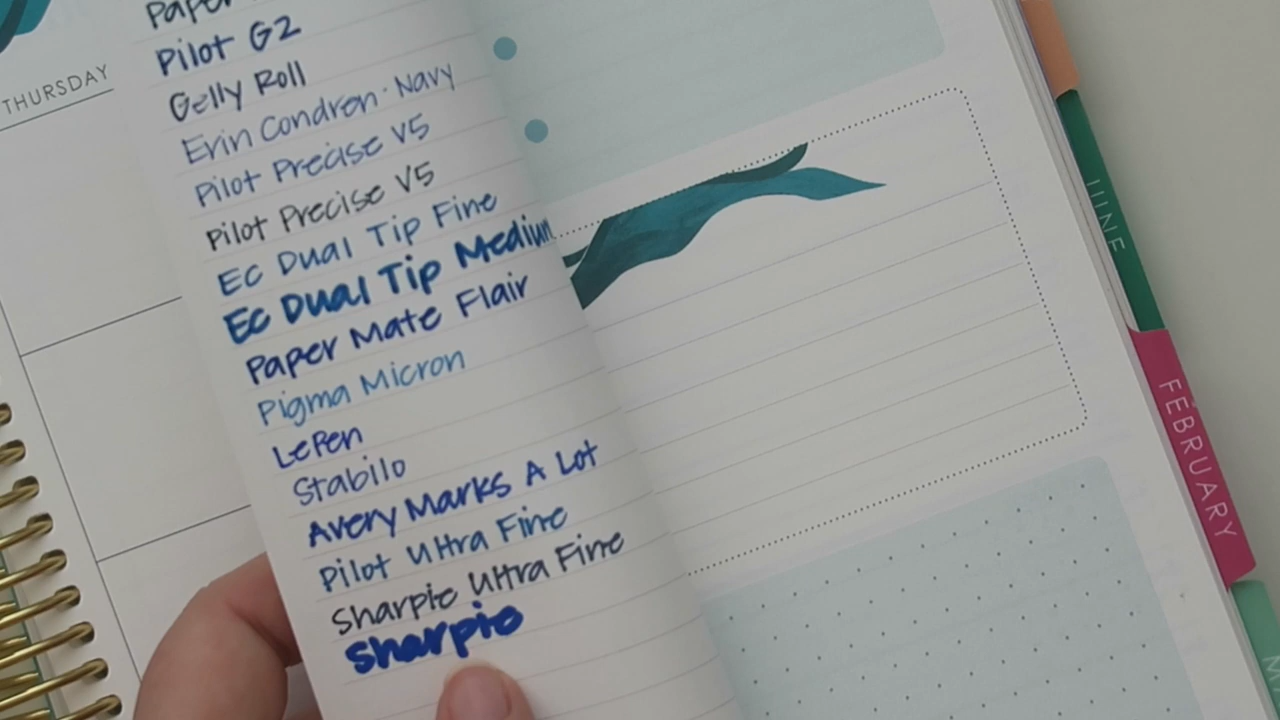 THURSDAY
Paper
Pilot G2
Gelly Roll
Erin Condren · Navy
Pilot Precise V5
Pilot Precise V5
EC Dual Tip Fine
EC Dual Tip Medium
Paper Mate Flair
Pigma Micron
LePen
Stabilo
Avery Marks A Lot
Pilot Ultra Fine
Sharpie Ultra Fine
Sharpie
JUNE
FEBRUARY